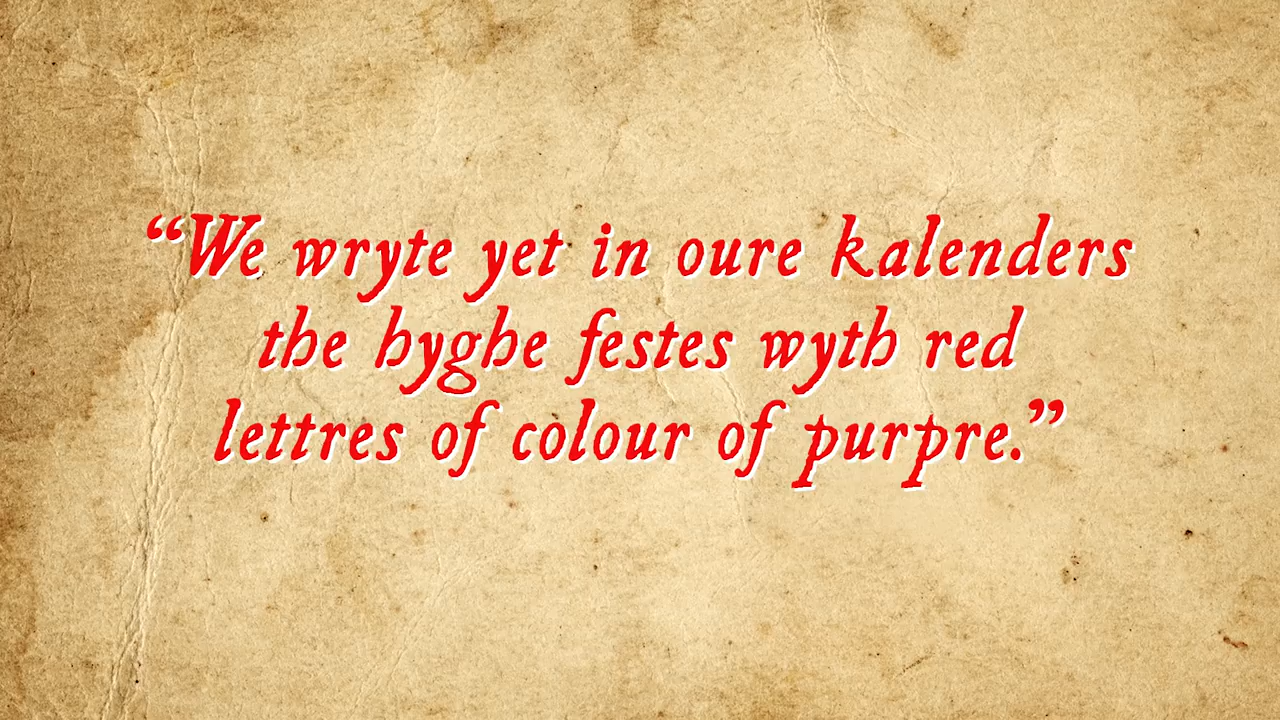 “We wryte yet in oure kalenders
the hyghe festes wyth red
lettres of colour of purpre.”